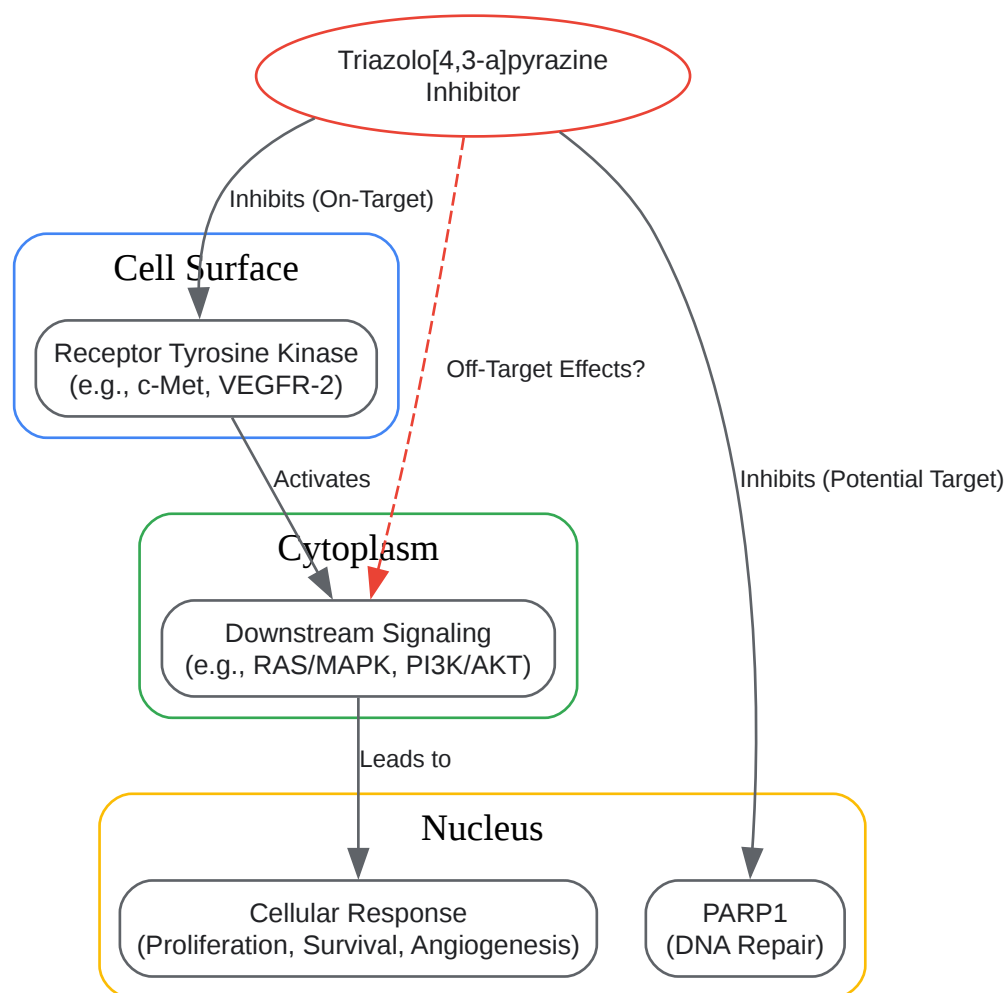 Triazolo[4,3-a]pyrazine
Inhibitor
Inhibits (On-Target)
Cell Surface
Receptor Tyrosine Kinase
(e.g., c-Met, VEGFR-2)
Off-Target Effects?
Activates
Inhibits (Potential Target)
Cytoplasm
Downstream Signaling
(e.g., RAS/MAPK, PI3K/AKT)
Leads to
Nucleus
Cellular Response
(Proliferation, Survival, Angiogenesis)
PARP1
(DNA Repair)